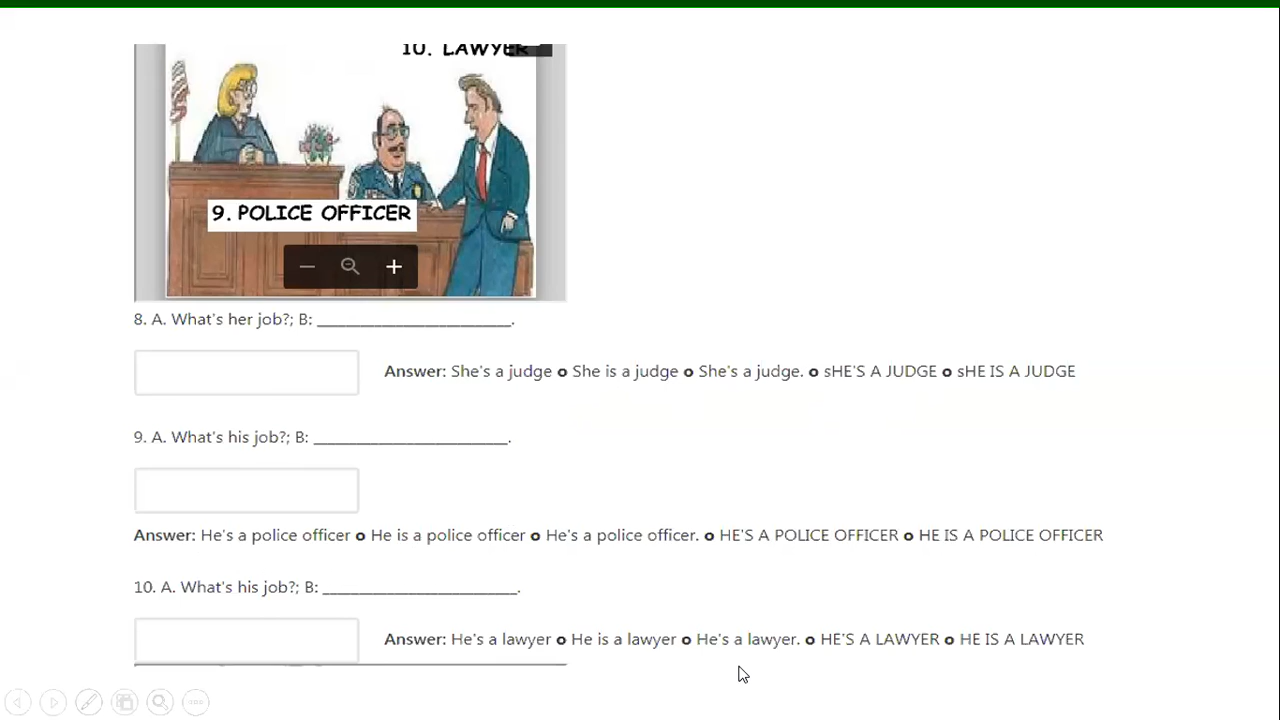 10. LAWYER
9. POLICE OFFICER
8. A. What's her job?; B: __________________________.
Answer: She's a judge o She is a judge o She's a judge. o sHE'S A JUDGE o sHE IS A JUDGE
9. A. What's his job?; B: __________________________.
Answer: He's a police officer o He is a police officer o He's a police officer. o HE'S A POLICE OFFICER o HE IS A POLICE OFFICER
10. A. What's his job?; B: __________________________.
Answer: He's a lawyer o He is a lawyer o He's a lawyer. o HE'S A LAWYER o HE IS A LAWYER